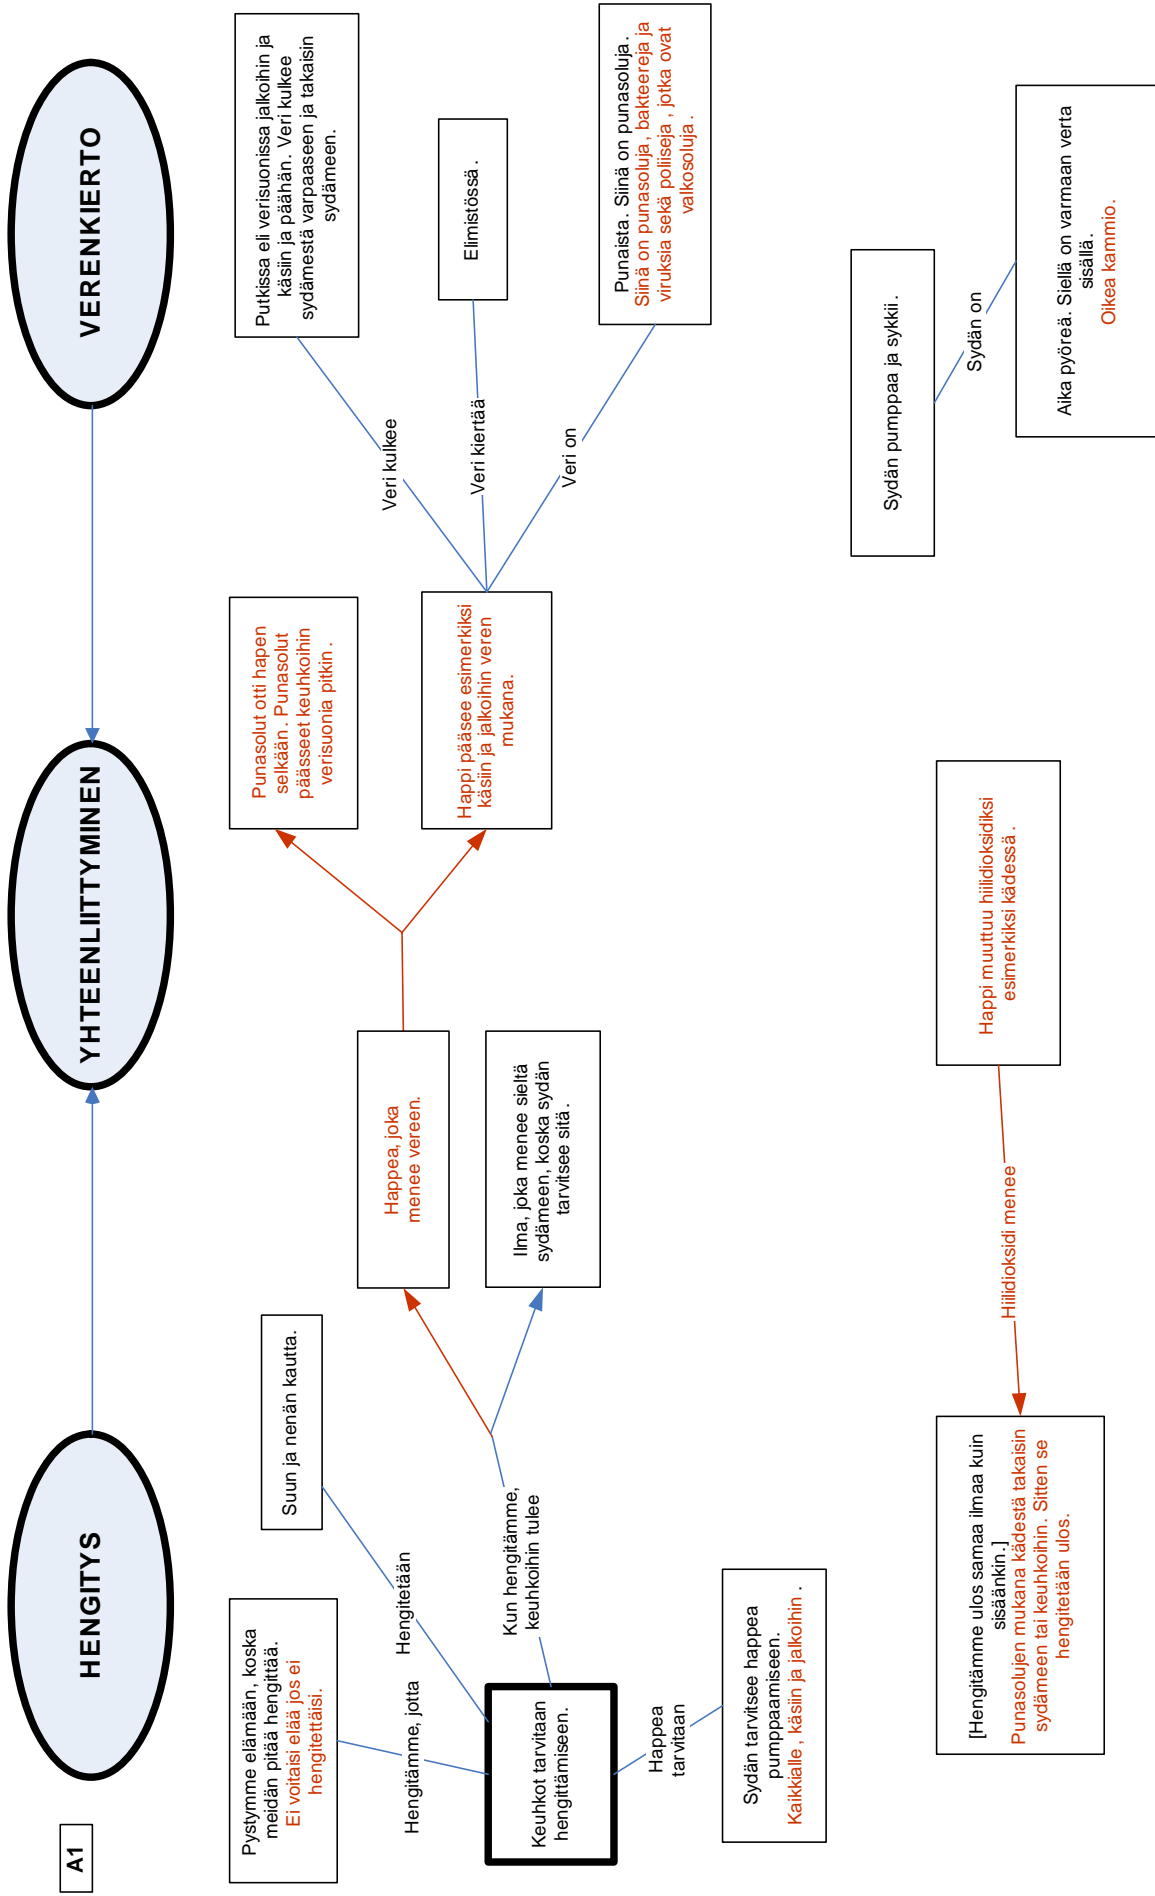 A1
HENGITYS
YHTEENLIITTYMINEN
VERENKIERTO
Pystymme elämään, koska
meidän pitää hengittää.
Ei voitaisi elää jos ei
hengitettäisi.
Hengitämme, jotta
Suun ja nenän kautta.
Hengitetään
Keuhkot tarvitaan
hengittämiseen.
Kun hengitämme,
keuhkoihin tulee
Happea
tarvitaan
Sydän tarvitsee happea
pumppaamiseen.
Kaikkialle, käsiin ja jalkoihin.
Happea, joka
menee vereen.
Ilma, joka menee sieltä
sydämeen, koska sydän
tarvitsee sitä.
Punasolut otti hapen
selkään. Punasolut
päässeet keuhkoihin
verisuonia pitkin.
Happi pääsee esimerkiksi
käsiin ja jalkoihin veren
mukana.
Veri kulkee
Putkissa eli verisuonissa jalkoihin ja
käsiin ja päähän. Veri kulkee
sydämestä varpaaseen ja takaisin
sydämeen.
Veri kiertää
Elimistössä.
Veri on
Punaista. Siinä on punasoluja.
Siinä on punasoluja, bakteereja ja
viruksia sekä poliiseja, jotka ovat
valkosoluja.
[Hengitämme ulos samaa ilmaa kuin
sisäänkin.]
Punasolujen mukana kädestä takaisin
sydämeen tai keuhkoihin. Sitten se
hengitetään ulos.
Hiilidioksidi menee
Happi muuttuu hiilidioksidiksi
esimerkiksi kädessä.
Sydän pumppaa ja sykkii.
Sydän on
Aika pyöreä. Siellä on varmaan verta
sisällä.
Oikea kammio.